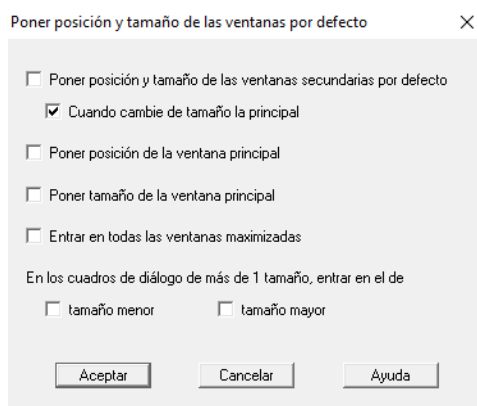 Poner posición y tamaño de las ventanas por defecto
Poner posición y tamaño de las ventanas secundarias por defecto
Cuando cambie de tamaño la principal
Poner posición de la ventana principal
Poner tamaño de la ventana principal
Entrar en todas las ventanas maximizadas
En los cuadros de diálogo de más de 1 tamaño, entrar en el de
tamaño menor tamaño mayor
Aceptar Cancelar Ayuda